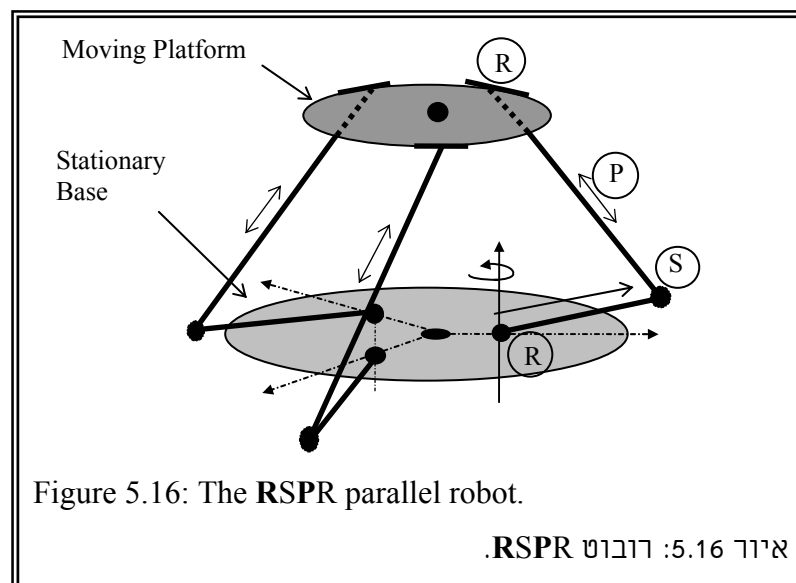 Moving Platform
R
Stationary
Base
P
S
R
Figure 5.16: The RSPR parallel robot.
איור 5.16: רובוט RSPR.